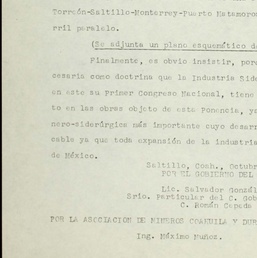 Torreón-Saltillo-Monterrey-Puerto Matamoros
rril paralelo.
(Se adjunta un plano esquemático de
Finalmente, es obvio insistir, por
cesaria como doctrina que la Industria Side
en este su Primer Congreso Nacional, tiene
to en las obras objeto de esta Ponencia, y
nero-siderúrgica más importante cuyo desarr
cable ya que toda expansión de la industria
de México.
Saltillo, Coah., Octubre
POR EL GOBIERNO DEL
Lic. Salvador Gonzál
Srio. Particular del C. Gob
C. Román Cepeda
POR LA ASOCIACION DE MINEROS COAHUILA Y DUR
Ing. Máximo Muñoz.